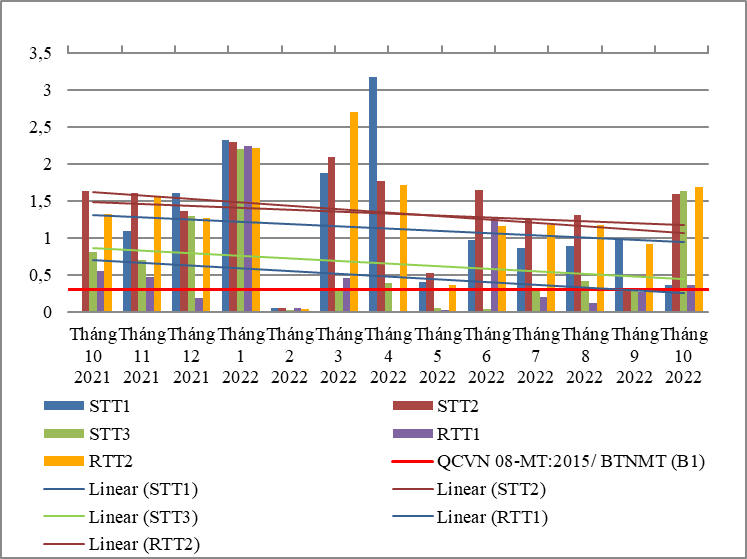 3,5
3
2,5
2
1,5
1
0,5
0
Tháng Tháng Tháng Tháng Tháng Tháng Tháng Tháng Tháng Tháng Tháng Tháng Tháng
10 11 12 1 2 3 4 5 6 7 8 9 10
2021 2021 2021 2022 2022 2022 2022 2022 2022 2022 2022 2022 2022
STT1 STT2
STT3 RTT1
RTT2 QCVN 08-MT:2015/ BTNMT (B1)
Linear (STT1) Linear (STT2)
Linear (STT3) Linear (RTT1)
Linear (RTT2)